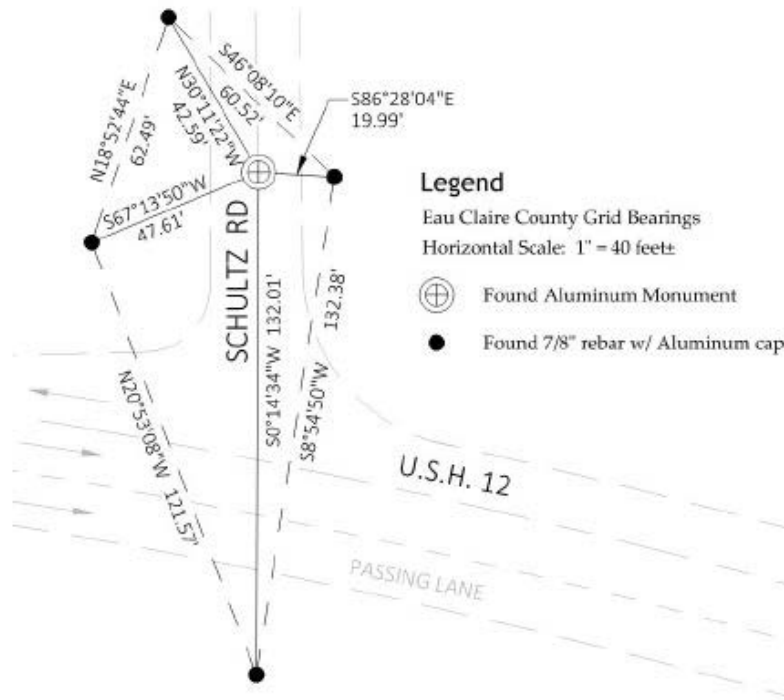 S46°08'10"E
60.52'
N30°11'22"W
42.59'
S86°28'04"E
19.99'
N18°52'44"E
62.49'
S67°13'50"W
47.61'
SCHULTZ RD
S0°14'34"W 132.01'
132.38'
S8°54'50"W
N20°53'08"W 121.57'
Legend
Eau Claire County Grid Bearings
Horizontal Scale: 1" = 40 feet±
Found Aluminum Monument
Found 7/8" rebar w/ Aluminum cap
U.S.H. 12
PASSING LANE